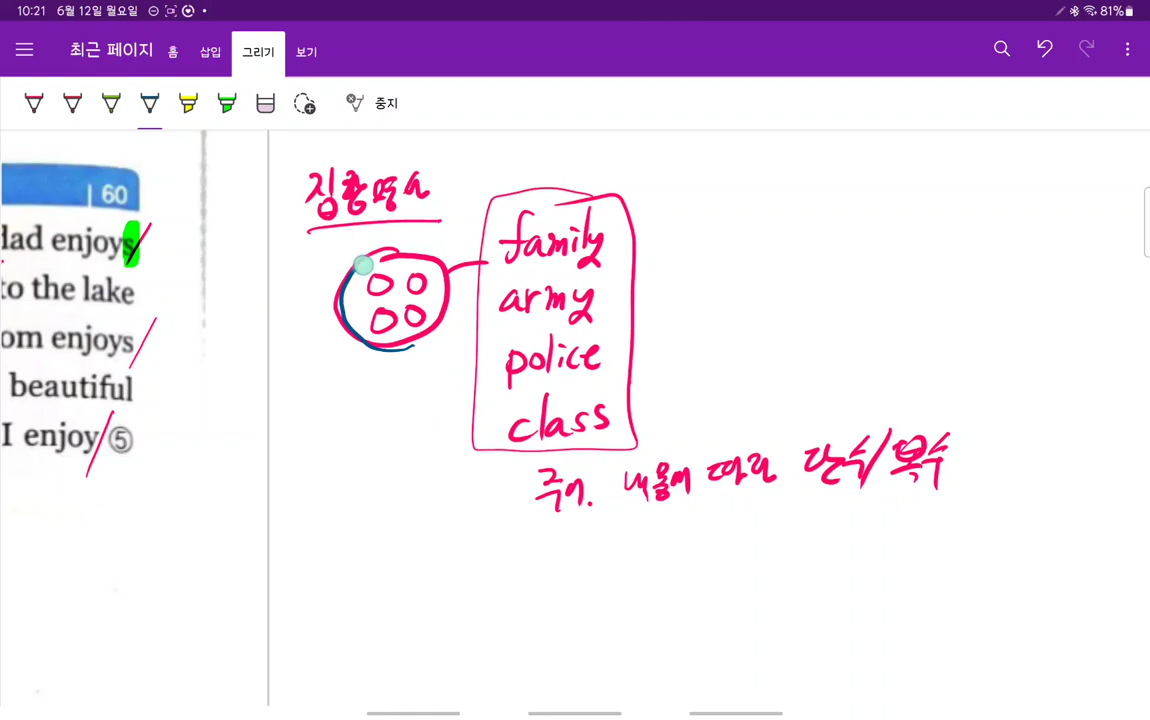 10:21 6월 12일 월요일
81%
최근 페이지 홈 삽입 그리기 보기
중지
| 60
dad enjoys
to the lake
om enjoys
beautiful
I enjoy ⑤
집합명사
family
army
police
class
주어. 내용에 따라 단수/복수